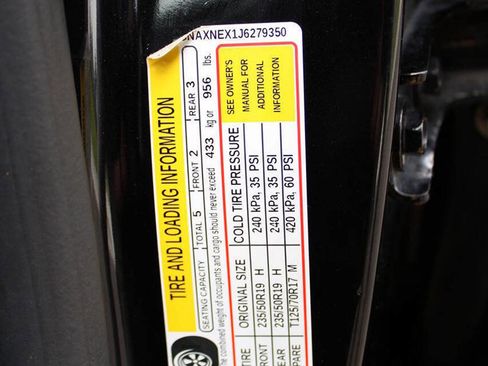 NAXNEX1J6279350
TIRE AND LOADING INFORMATION
SEATING CAPACITY TOTAL 5 FRONT 2 REAR 3
combined weight of occupants and cargo should never exceed 433 kg or 956 lbs.
TIRE ORIGINAL SIZE COLD TIRE PRESSURE
FRONT 235/50R19 H 240 kPa, 35 PSI
REAR 235/50R19 H 240 kPa, 35 PSI
SPARE T125/70R17 M 420 kPa, 60 PSI
SEE OWNER'S
MANUAL FOR
ADDITIONAL
INFORMATION